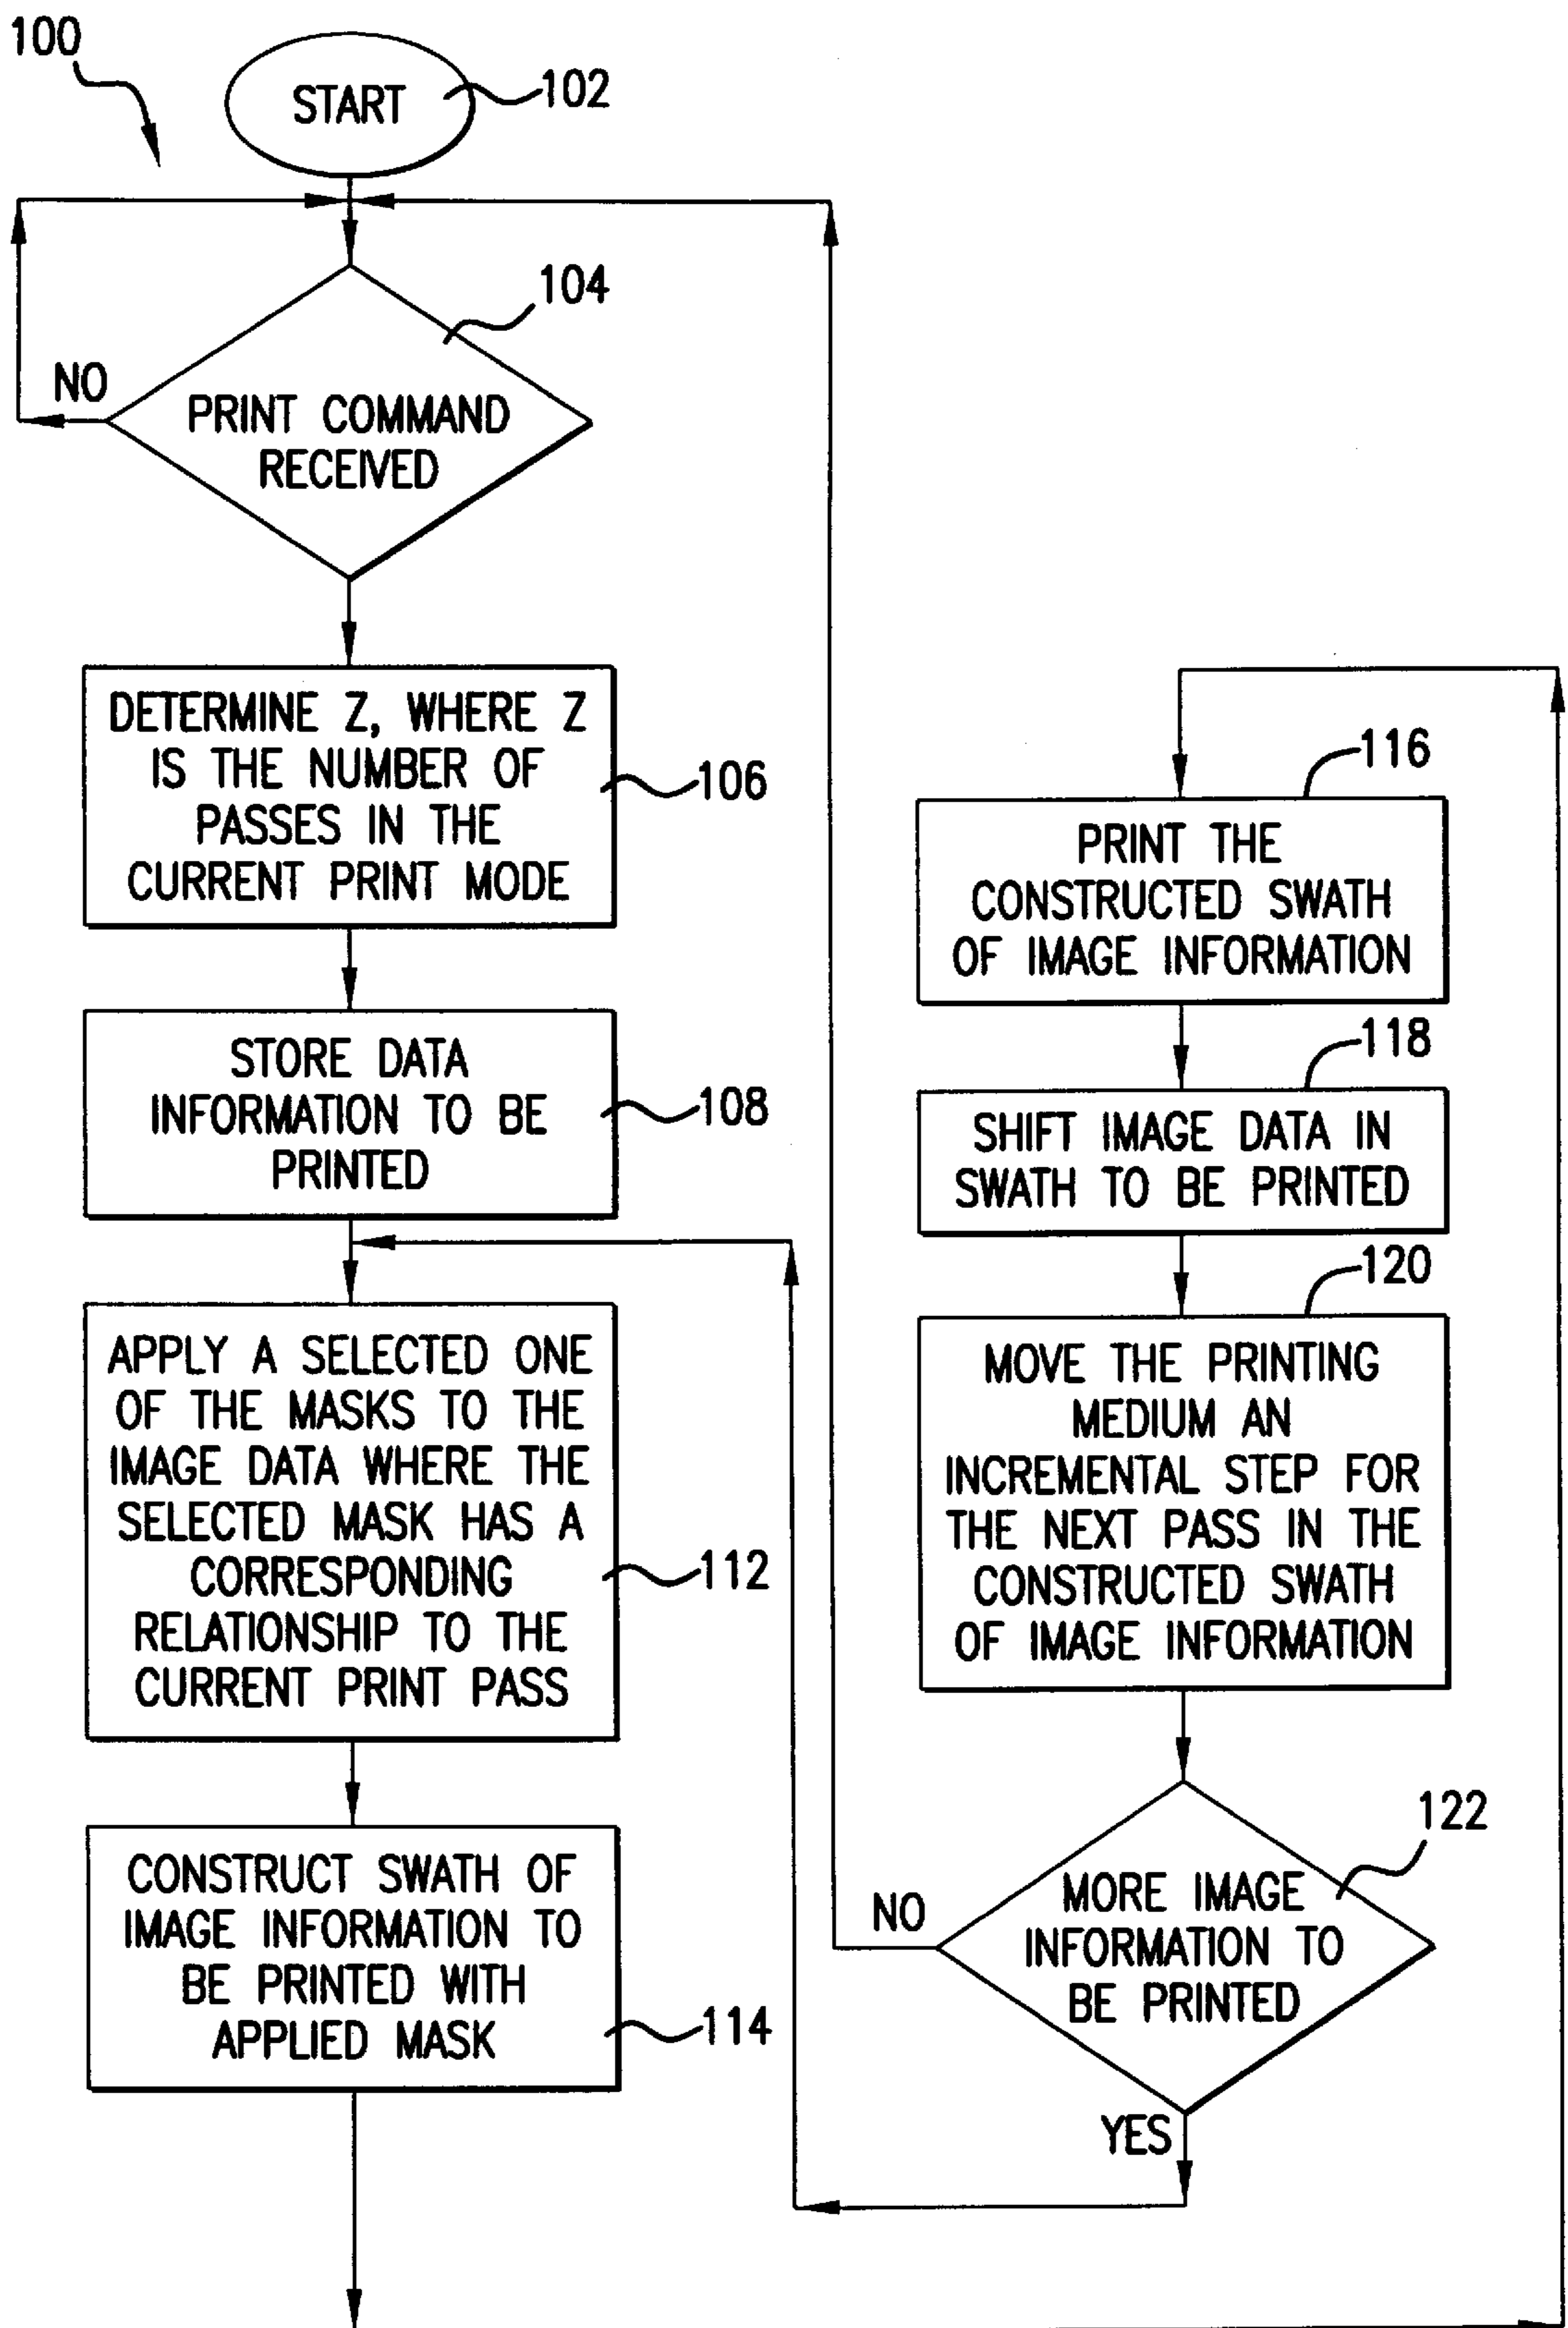 100
START
102
104
NO
PRINT COMMAND
RECEIVED
DETERMINE Z, WHERE Z
IS THE NUMBER OF
PASSES IN THE
CURRENT PRINT MODE
106
STORE DATA
INFORMATION TO BE
PRINTED
108
APPLY A SELECTED ONE
OF THE MASKS TO THE
IMAGE DATA WHERE THE
SELECTED MASK HAS A
CORRESPONDING
RELATIONSHIP TO THE
CURRENT PRINT PASS
112
CONSTRUCT SWATH OF
IMAGE INFORMATION TO
BE PRINTED WITH
APPLIED MASK
114
116
PRINT THE
CONSTRUCTED SWATH
OF IMAGE INFORMATION
118
SHIFT IMAGE DATA IN
SWATH TO BE PRINTED
120
MOVE THE PRINTING
MEDIUM AN
INCREMENTAL STEP FOR
THE NEXT PASS IN THE
CONSTRUCTED SWATH
OF IMAGE INFORMATION
122
NO
MORE IMAGE
INFORMATION TO
BE PRINTED
YES